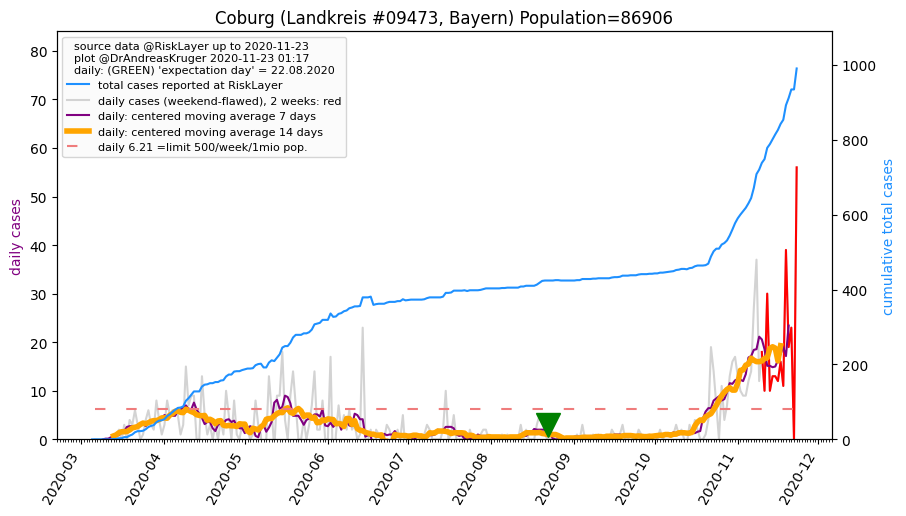 Coburg (Landkreis #09473, Bayern) Population=86906
source data @RiskLayer up to 2020-11-23
plot @DrAndreasKruger 2020-11-23 01:17
daily: (GREEN) 'expectation day' = 22.08.2020
total cases reported at RiskLayer
daily cases (weekend-flawed), 2 weeks: red
daily: centered moving average 7 days
daily: centered moving average 14 days
daily 6.21 =limit 500/week/1mio pop.
daily cases
80
70
60
50
40
30
20
10
0
cumulative total cases
1000
800
600
400
200
0
2020-03
2020-04
2020-05
2020-06
2020-07
2020-08
2020-09
2020-10
2020-11
2020-12